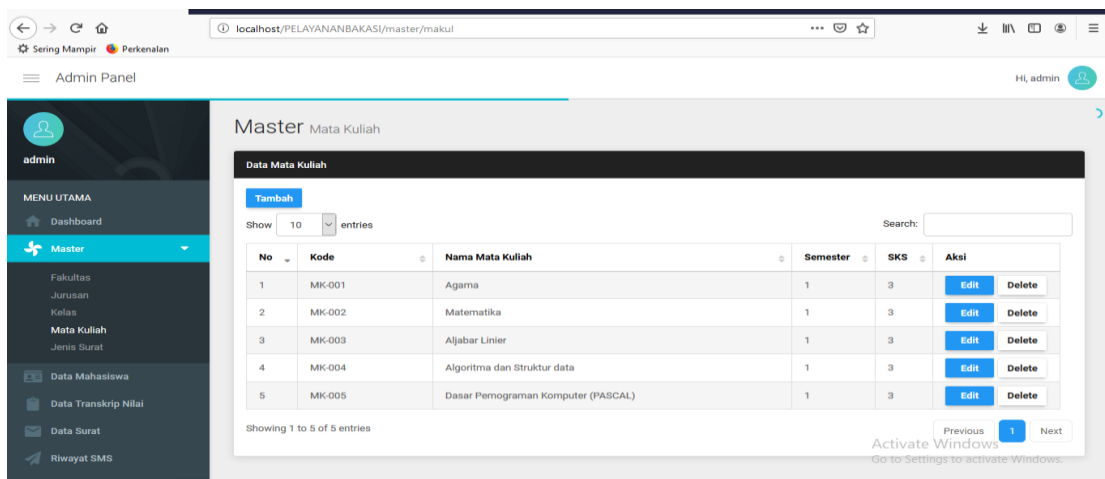 localhost/PELAYANANBAKASI/master/makul
Sering Mampir Perkenalan
Admin Panel
Hi, admin
admin
MENU UTAMA
Dashboard
Master
Fakultas
Jurusan
Kelas
Mata Kuliah
Jenis Surat
Data Mahasiswa
Data Transkrip Nilai
Data Surat
Riwayat SMS
Master Mata Kuliah
Data Mata Kuliah
Tambah
Show 10 entries
Search:
No Kode Nama Mata Kuliah Semester SKS Aksi
1 MK-001 Agama 1 3 Edit Delete
2 MK-002 Matematika 1 3 Edit Delete
3 MK-003 Aljabar Linier 1 3 Edit Delete
4 MK-004 Algoritma dan Struktur data 1 3 Edit Delete
5 MK-005 Dasar Pemograman Komputer (PASCAL) 1 3 Edit Delete
Showing 1 to 5 of 5 entries
Previous 1 Next
Activate Windows
Go to Settings to activate Windows.